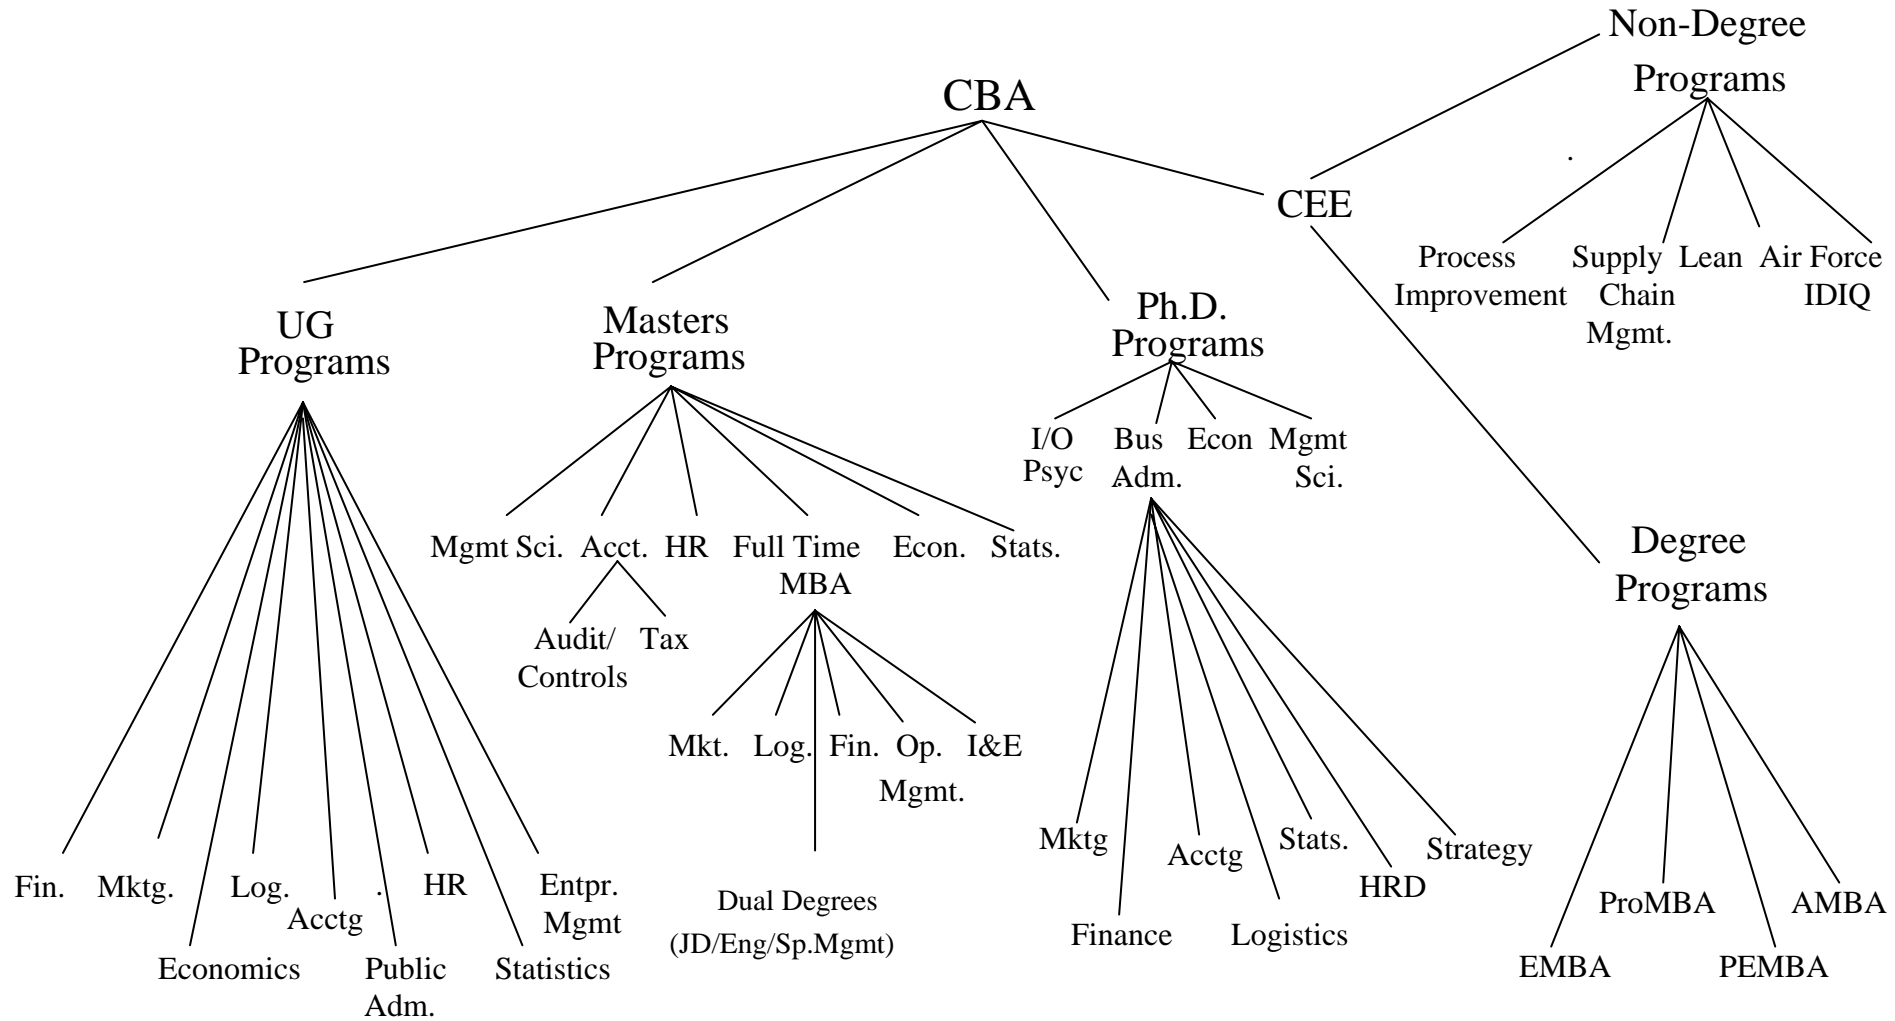 Non-Degree
Programs
CBA
CEE
Process
Improvement
Supply
Chain
Mgmt.
Lean
Air Force
IDIQ
UG
Programs
Masters
Programs
Ph.D.
Programs
I/O
Psyc
Bus
Adm.
Econ
Mgmt
Sci.
Mgmt Sci.
Acct.
HR
Full Time
MBA
Econ.
Stats.
Degree
Programs
Audit/
Controls
Tax
Mkt.
Log.
Fin.
Op.
Mgmt.
I&E
Dual Degrees
(JD/Eng/Sp.Mgmt)
Fin.
Mktg.
Economics
Log.
Acctg
Public
Adm.
HR
Statistics
Entpr.
Mgmt
Mktg
Finance
Acctg
Logistics
Stats.
HRD
Strategy
EMBA
ProMBA
PEMBA
AMBA